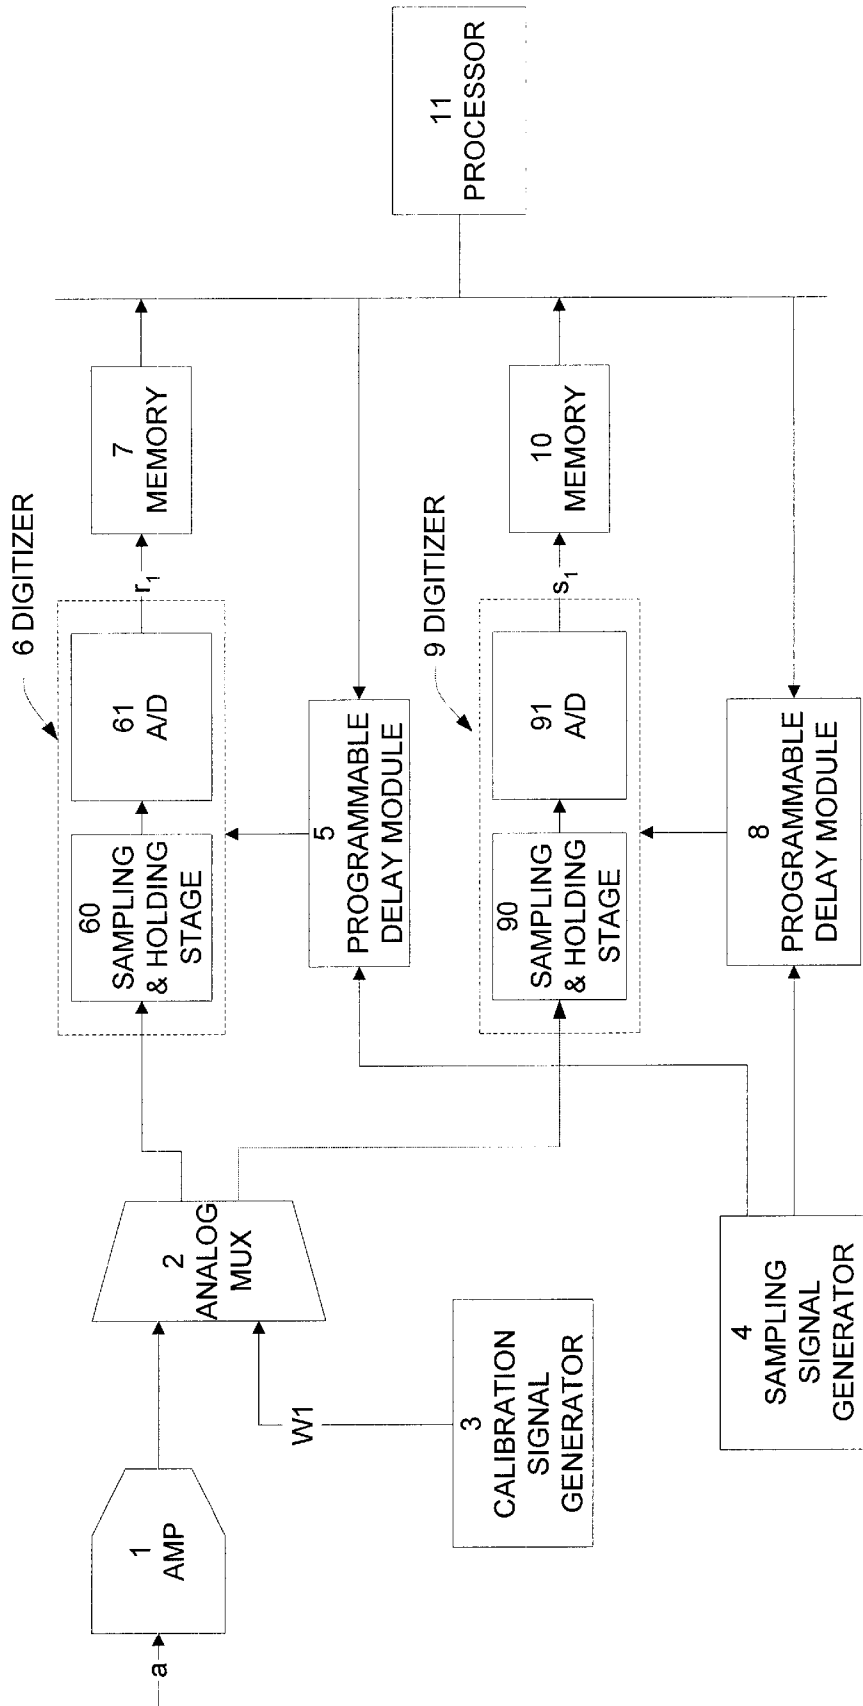 a
1
AMP
2
ANALOG
MUX
W1
3
CALIBRATION
SIGNAL
GENERATOR
4
SAMPLING
SIGNAL
GENERATOR
6 DIGITIZER
60
SAMPLING
& HOLDING
STAGE
61
A/D
r₁
7
MEMORY
5
PROGRAMMABLE
DELAY MODULE
9 DIGITIZER
90
SAMPLING
& HOLDING
STAGE
91
A/D
s₁
10
MEMORY
8
PROGRAMMABLE
DELAY MODULE
11
PROCESSOR